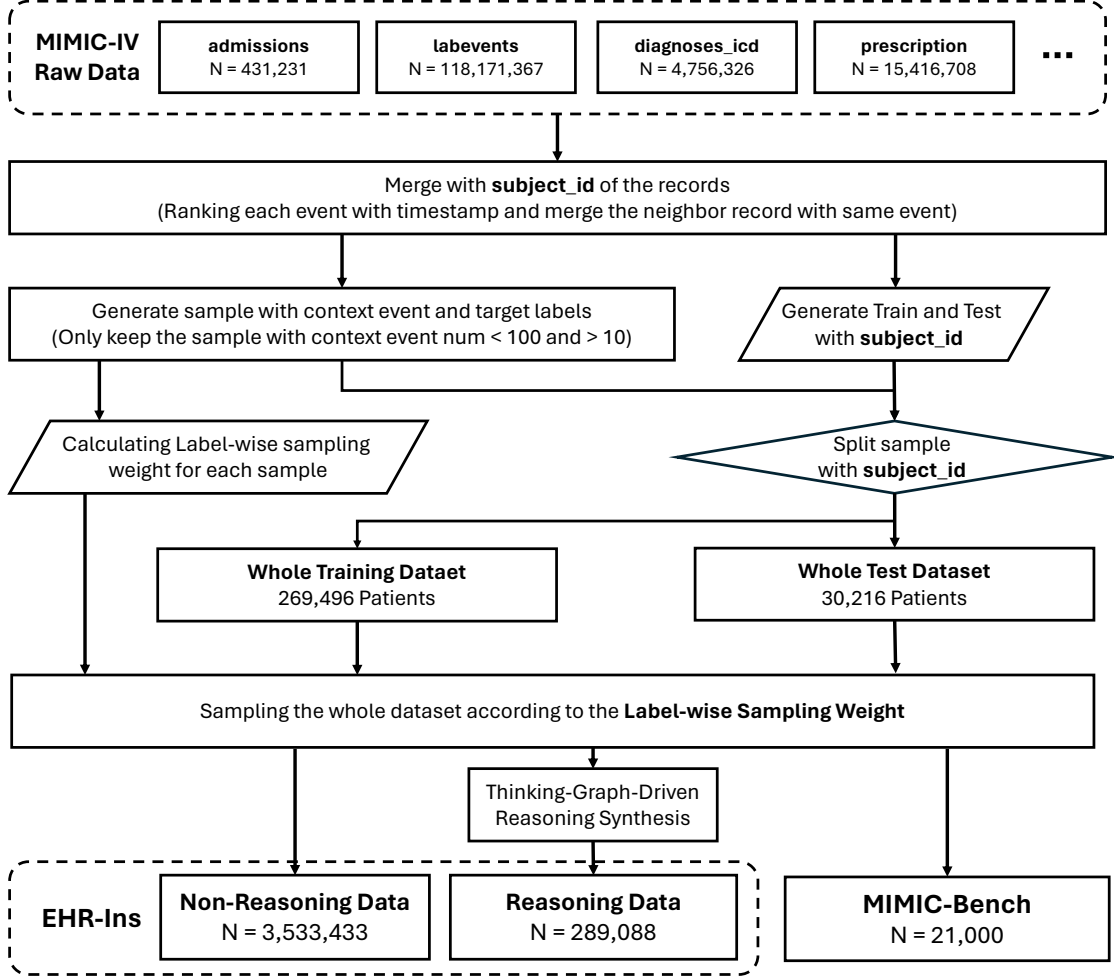 MIMIC-IV
Raw Data
admissions
N = 431,231
labevents
N = 118,171,367
diagnoses_icd
N = 4,756,326
prescription
N = 15,416,708
...
Merge with subject_id of the records
(Ranking each event with timestamp and merge the neighbor record with same event)
Generate sample with context event and target labels
(Only keep the sample with context event num < 100 and > 10)
Generate Train and Test
with subject_id
Calculating Label-wise sampling
weight for each sample
Split sample
with subject_id
Whole Training Dataet
269,496 Patients
Whole Test Dataset
30,216 Patients
Sampling the whole dataset according to the Label-wise Sampling Weight
Thinking-Graph-Driven
Reasoning Synthesis
EHR-Ins
Non-Reasoning Data
N = 3,533,433
Reasoning Data
N = 289,088
MIMIC-Bench
N = 21,000